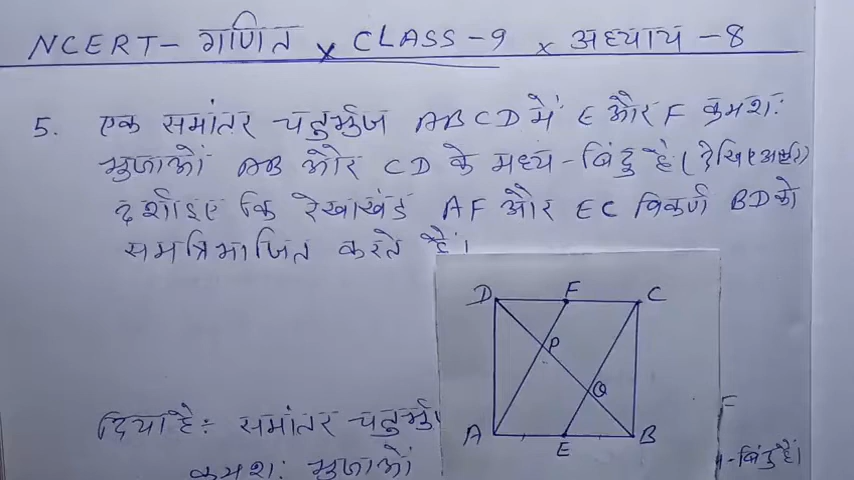 NCERT - गणित x CLASS - 9 x अध्याय - 8
5. एक समांतर चतुर्भुज ABCD में E और F क्रमशः
भुजाओं AB और CD के मध्य-बिंदु है (देखिए
दर्शाइए कि रेखाखंड AF और EC विकर्ण BD को
समत्रिभाजित करते है।
D F C
P
Q
A E B
दिया है : समांतर चतुर्भु F
क्रमश: भुजाओं -बिंदु है।